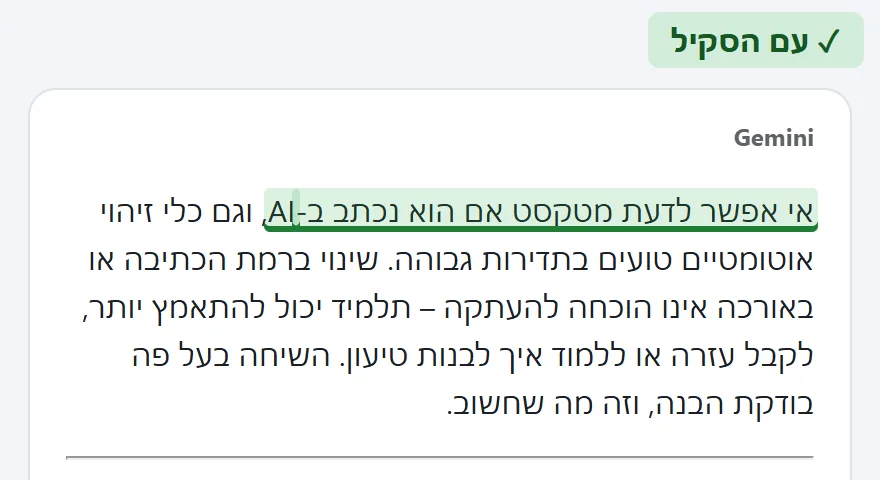 ✓ עם הסקיל
Gemini
אי אפשר לדעת מטקסט אם הוא נכתב ב-AI, וגם כלי זיהוי
אוטומטיים טועים בתדירות גבוהה. שינוי ברמת הכתיבה או
באורכה אינו הוכחה להעתקה – תלמיד יכול להתאמץ יותר,
לקבל עזרה או ללמוד איך לבנות טיעון. השיחה בעל פה
בודקת הבנה, וזה מה שחשוב.